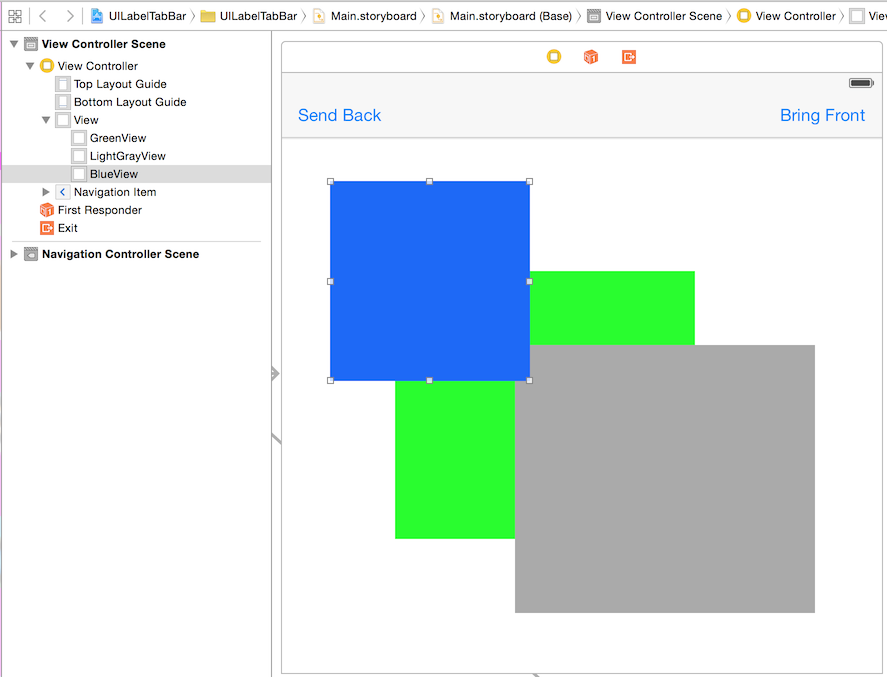 UILabelTabBar UILabelTabBar Main.storyboard Main.storyboard (Base) View Controller Scene View Controller
View Controller Scene
View Controller
Top Layout Guide
Bottom Layout Guide
View
GreenView
LightGrayView
BlueView
Navigation Item
First Responder
Exit
Navigation Controller Scene
Send Back
Bring Front